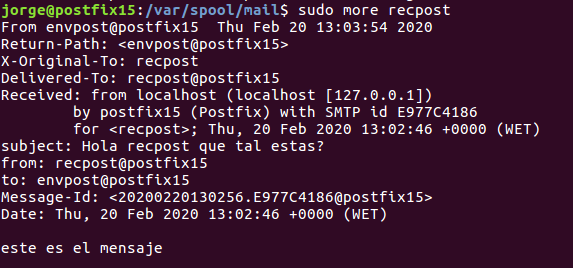 jorge@postfix15:/var/spool/mail$ sudo more recpost
From envpost@postfix15  Thu Feb 20 13:03:54 2020
Return-Path: <envpost@postfix15>
X-Original-To: recpost
Delivered-To: recpost@postfix15
Received: from localhost (localhost [127.0.0.1])
        by postfix15 (Postfix) with SMTP id E977C4186
        for <recpost>; Thu, 20 Feb 2020 13:02:46 +0000 (WET)
subject: Hola recpost que tal estas?
from: recpost@postfix15
to: envpost@postfix15
Message-Id: <20200220130256.E977C4186@postfix15>
Date: Thu, 20 Feb 2020 13:02:46 +0000 (WET)

este es el mensaje